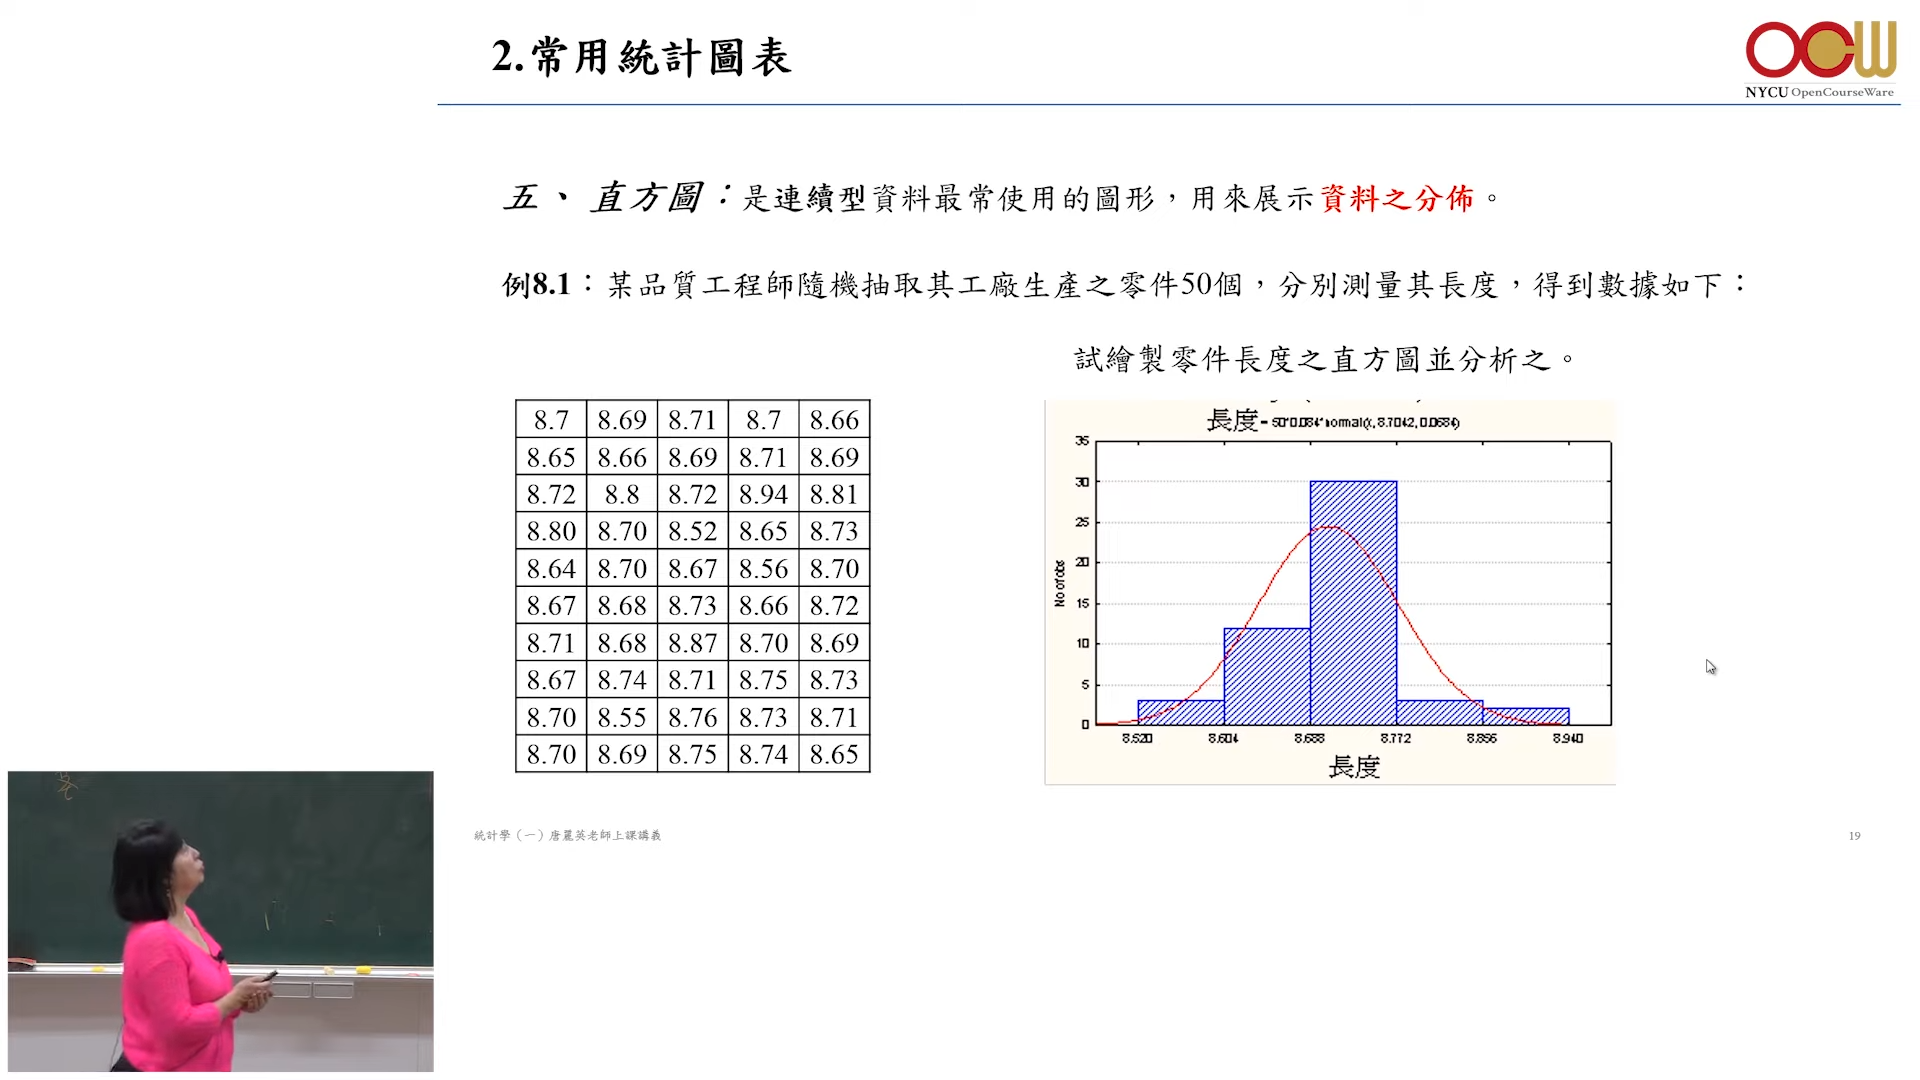 2.常用統計圖表
NYCU OpenCourseWare
五、直方圖：是連續型資料最常使用的圖形，用來展示資料之分佈。
例8.1：某品質工程師隨機抽取其工廠生產之零件50個，分別測量其長度，得到數據如下：
試繪製零件長度之直方圖並分析之。
8.7 8.69 8.71 8.7 8.66
8.65 8.66 8.69 8.71 8.69
8.72 8.8 8.72 8.94 8.81
8.80 8.70 8.52 8.65 8.73
8.64 8.70 8.67 8.56 8.70
8.67 8.68 8.73 8.66 8.72
8.71 8.68 8.87 8.70 8.69
8.67 8.74 8.71 8.75 8.73
8.70 8.55 8.76 8.73 8.71
8.70 8.69 8.75 8.74 8.65
長度 = 50*0.084*normal(x, 8.7042, 0.0684)
35
30
25
20
15
10
5
0
No of obs
8.520 8.604 8.688 8.772 8.856 8.940
長度
統計學（一）唐麗英老師上課講義
19